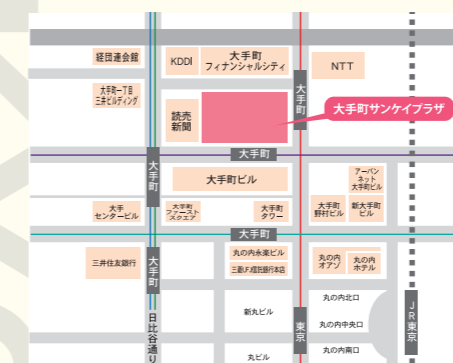 経団連会館
KDDI
大手町
フィナンシャルシティ
NTT
大手町一丁目
三井ビルディング
大手町
読売
新聞
大手町サンケイプラザ
大手町
大手町
大手町ビル
アーバン
ネット
大手町ビル
大手
センタービル
大手町
ファースト
スクエア
大手町
タワー
大手町
野村ビル
新大手町
ビル
大手町
大手町
三井住友銀行
丸の内永楽ビル
三菱UFJ信託銀行本店
丸の内
オアゾ
丸の内
ホテル
日比谷通り
新丸ビル
丸ビル
東京
丸の内北口
丸の内中央口
丸の内南口
JR東京